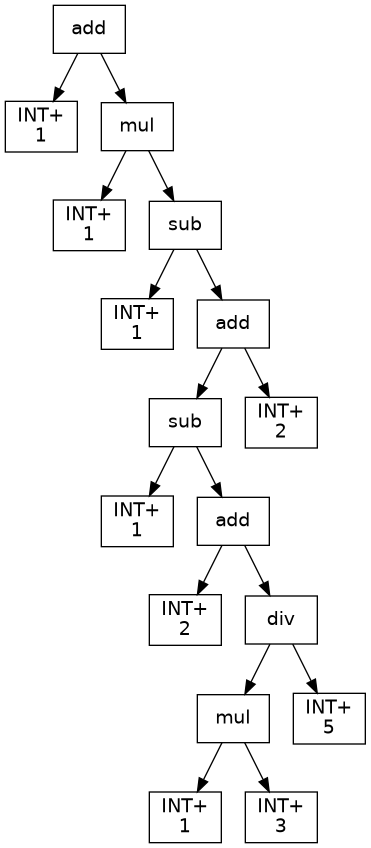 add
INT+
1
mul
INT+
1
sub
INT+
1
add
sub
INT+
2
INT+
1
add
INT+
2
div
mul
INT+
5
INT+
1
INT+
3